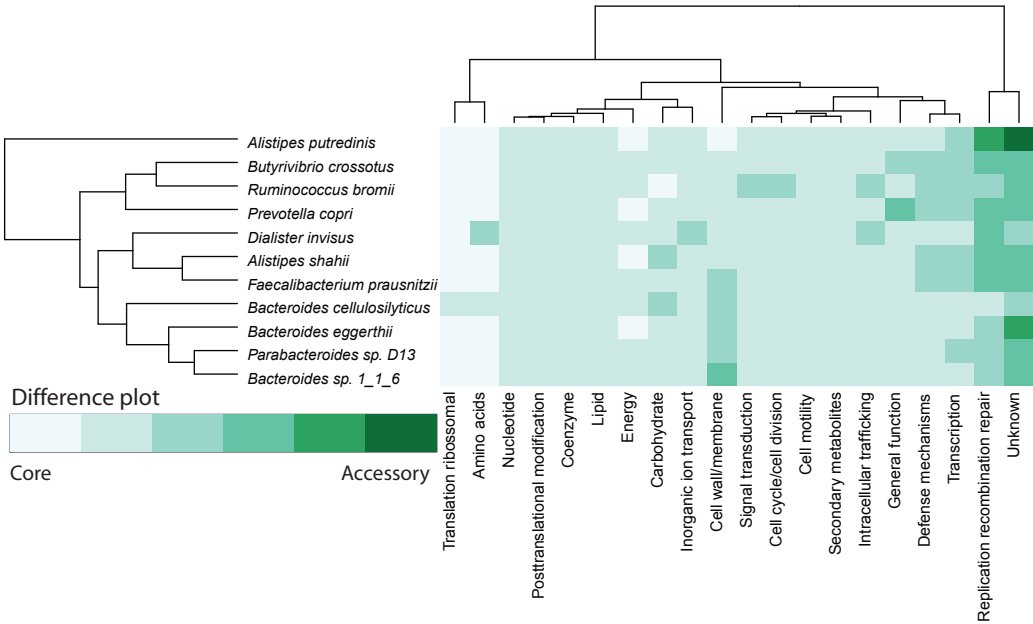 Alistipes putredinis
Butyrivibrio crossotus
Ruminococcus bromii
Prevotella copri
Dialister invisus
Alistipes shahii
Faecalibacterium prausnitzii
Bacteroides cellulosilyticus
Bacteroides eggerthii
Parabacteroides sp. D13
Bacteroides sp. 1_1_6
Difference plot
Core
Accessory
Translation ribossomal
Amino acids
Nucleotide
Posttranslational modification
Coenzyme
Lipid
Energy
Carbohydrate
Inorganic ion transport
Cell wall/membrane
Signal transduction
Cell cycle/cell division
Cell motility
Secondary metabolites
Intracellular trafficking
General function
Defense mechanisms
Transcription
Replication recombination repair
Unknown